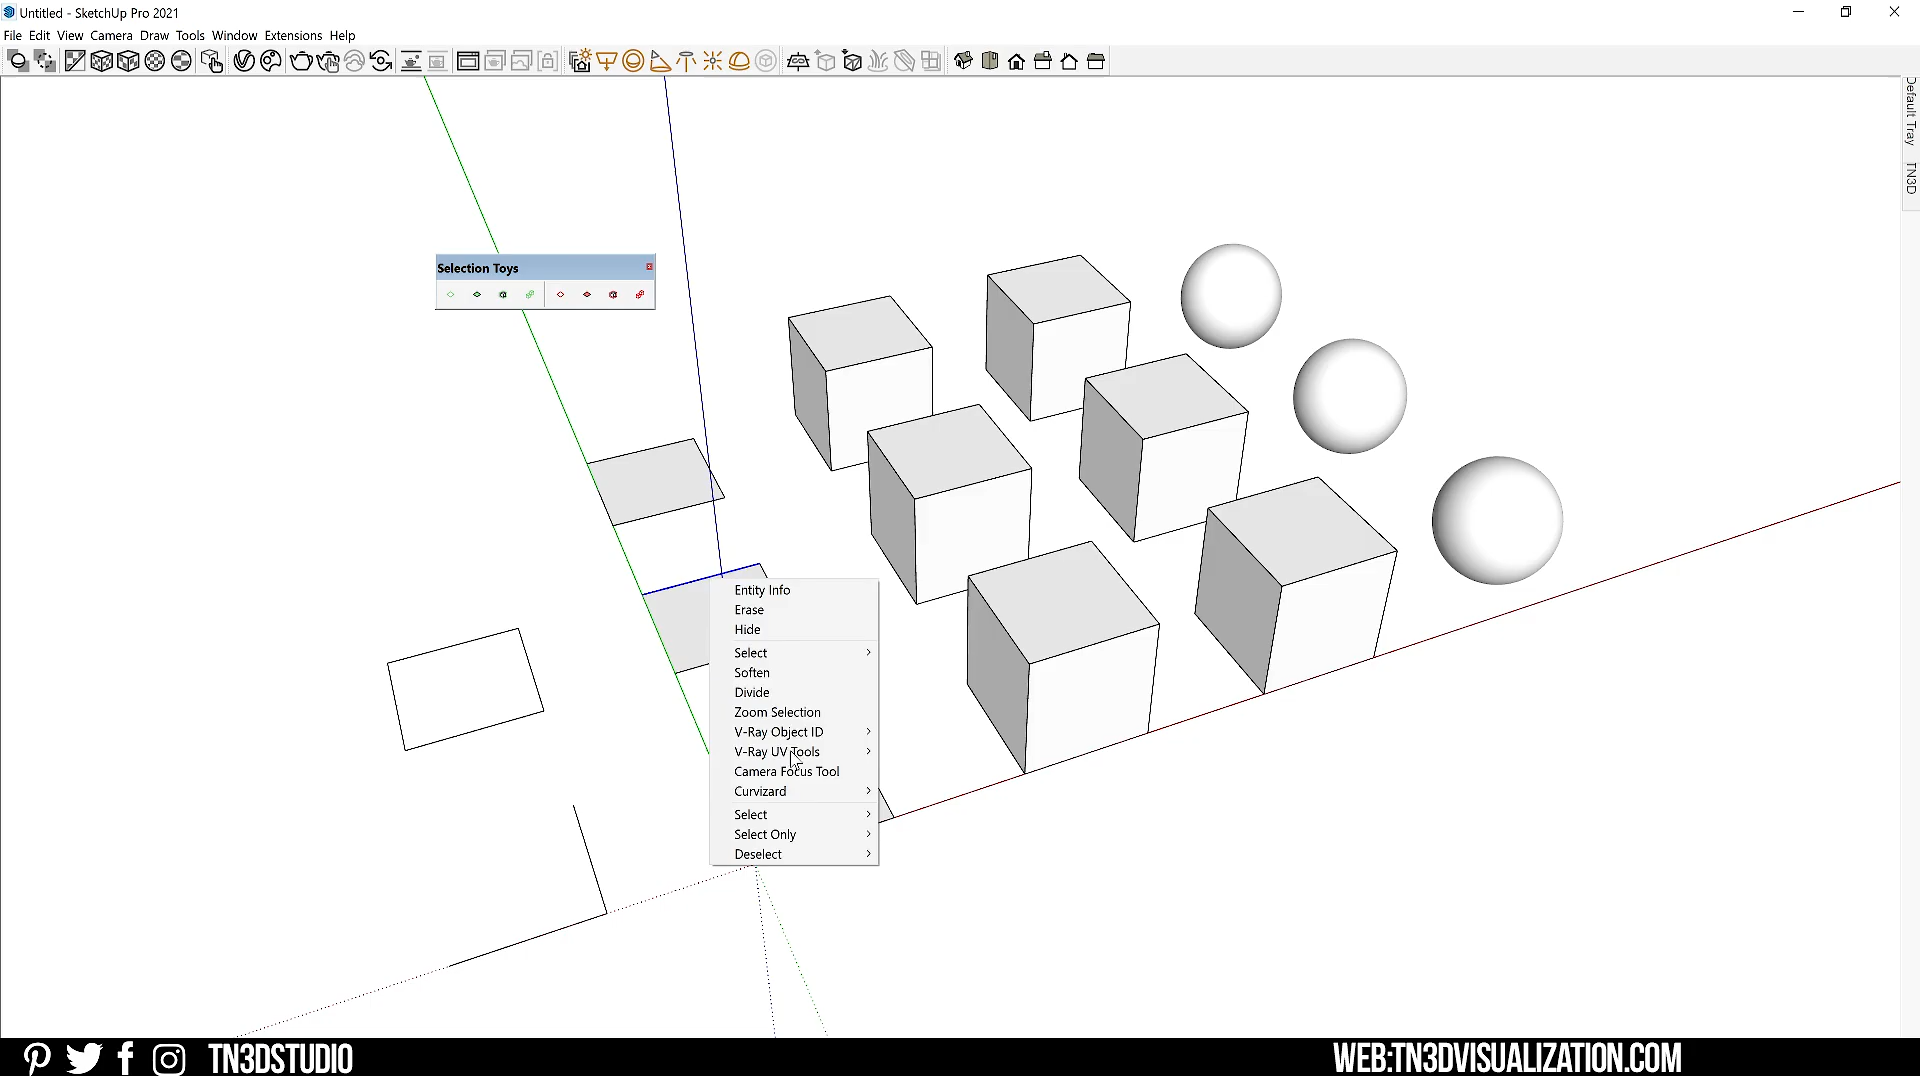 Untitled - SketchUp Pro 2021
File Edit View Camera Draw Tools Window Extensions Help
Default Tray
TN3D
Selection Toys
Entity Info
Erase
Hide
Select
Soften
Divide
Zoom Selection
V-Ray Object ID
V-Ray UV Tools
Camera Focus Tool
Curvizard
Select
Select Only
Deselect
TN3DSTUDIO
WEB:TN3DVISUALIZATION.COM